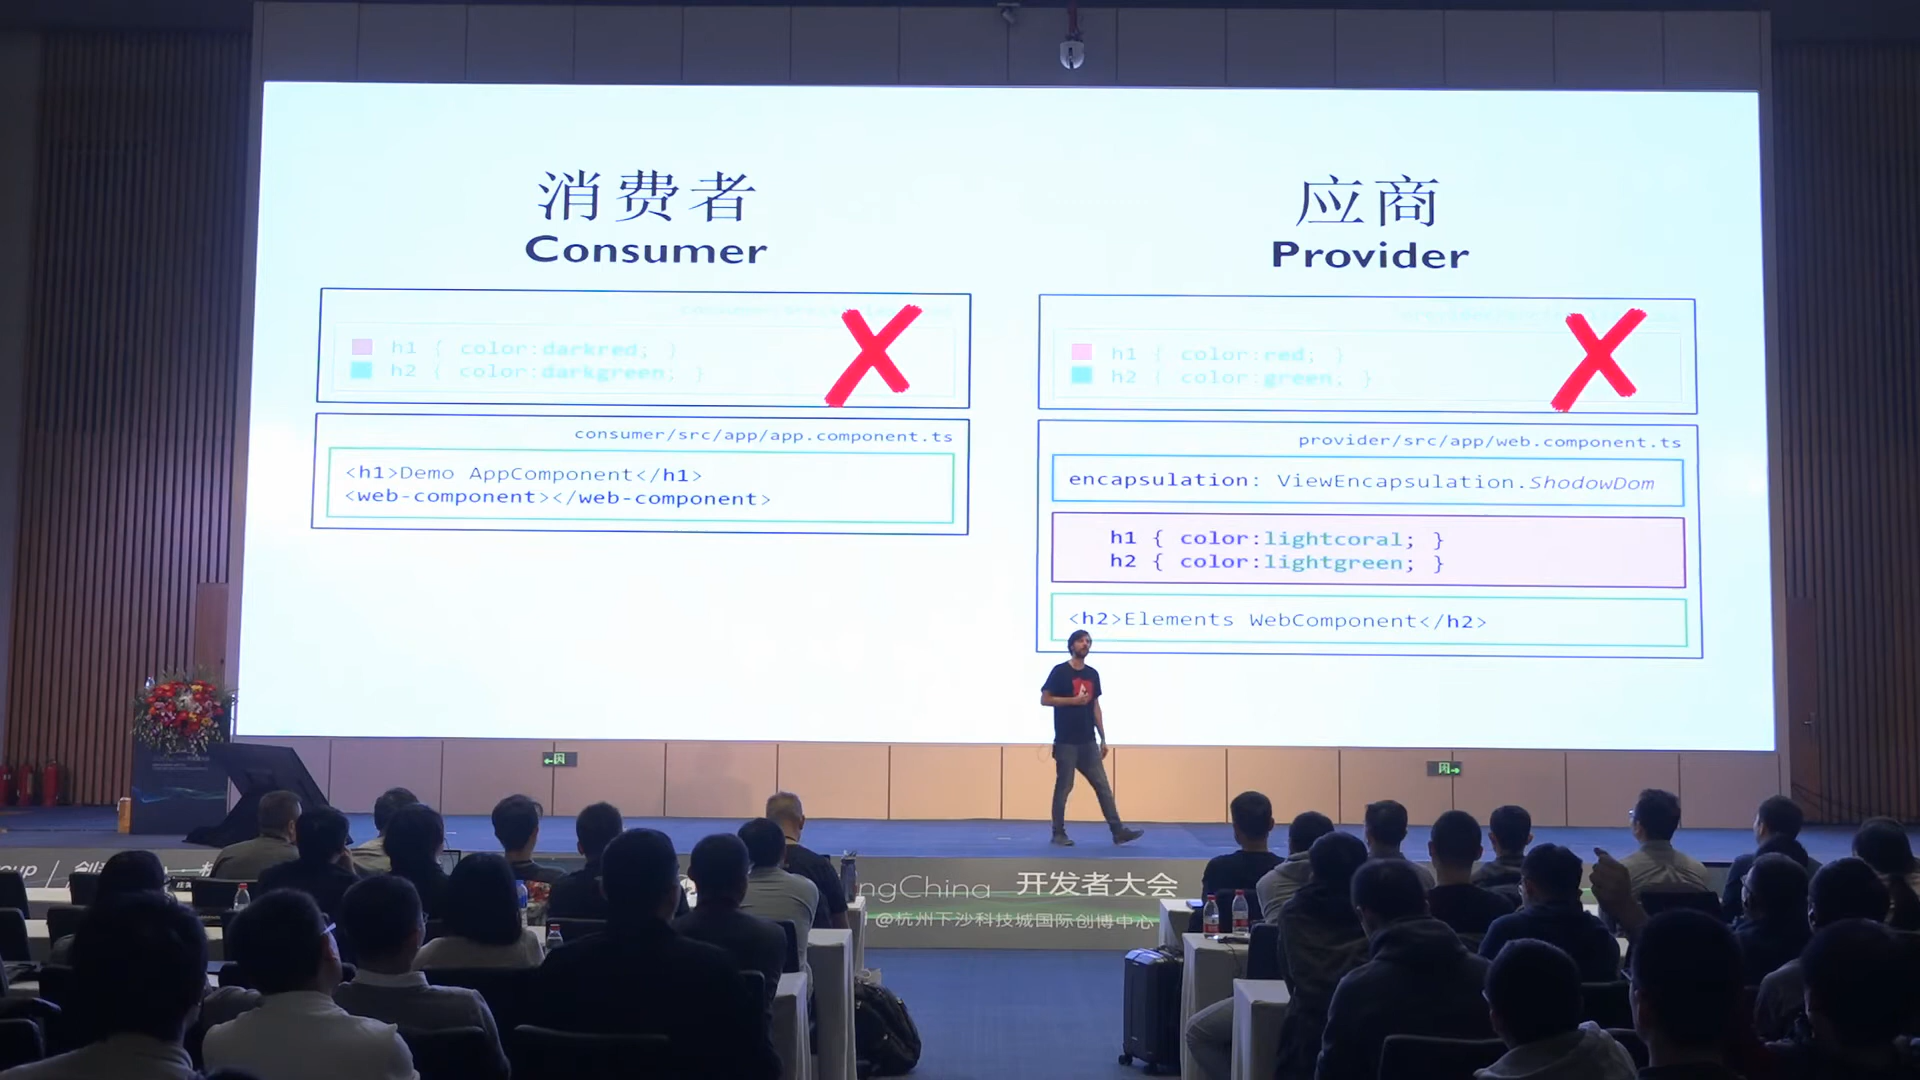 消费者
Consumer
h1 { color:darkred; }
h2 { color:darkgreen; }
consumer/src/app/app.component.ts
<h1>Demo AppComponent</h1>
<web-component></web-component>
应商
Provider
h1 { color:red; }
h2 { color:green; }
provider/src/app/web.component.ts
encapsulation: ViewEncapsulation.ShodowDom
h1 { color:lightcoral; }
h2 { color:lightgreen; }
<h2>Elements WebComponent</h2>
ngChina 开发者大会
@杭州下沙科技城国际创博中心